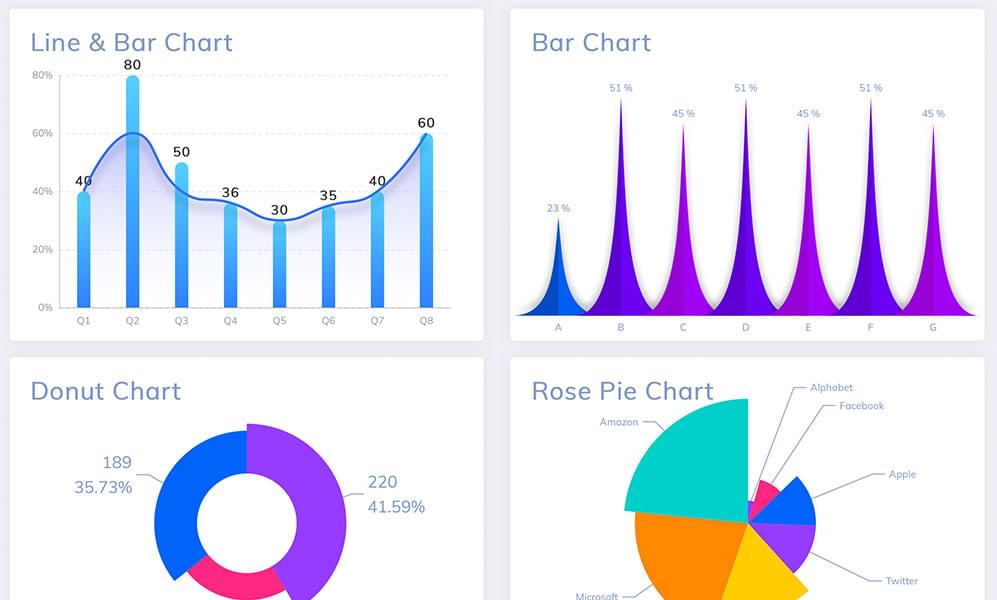 Line & Bar Chart
80
80%
60%
60
50
40%
40
36
30
35
40
20%
0%
Q1 Q2 Q3 Q4 Q5 Q6 Q7 Q8
Bar Chart
51 %
51 %
51 %
45 %
45 %
45 %
23 %
A B C D E F G
Donut Chart
189
35.73%
220
41.59%
Rose Pie Chart
Alphabet
Facebook
Amazon
Apple
Twitter
Microsoft